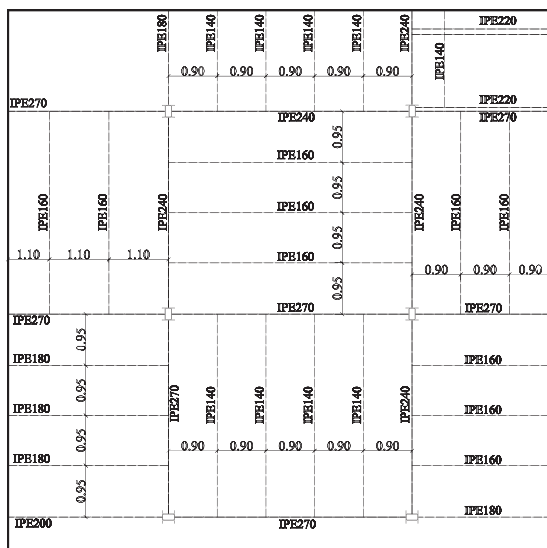 IPE180 IPE140 IPE140 IPE140 IPE140 IPE240 IPE140 IPE220
0.90 0.90 0.90 0.90 0.90
IPE220
IPE270 IPE240 IPE270
0.95
IPE160
IPE160 IPE160 IPE240 0.95 IPE240 IPE160 IPE160
IPE160
1.10 1.10 1.10 0.95 0.90 0.90 0.90
IPE160
0.95
IPE270 IPE270 IPE270
0.95
IPE180 IPE160
0.95
IPE180 IPE270 IPE140 IPE140 IPE140 IPE140 IPE240 IPE160
0.95 0.90 0.90 0.90 0.90 0.90
IPE180 IPE160
0.95
IPE200 IPE270 IPE180